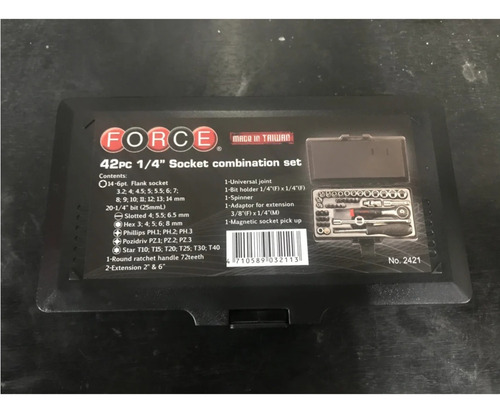 FORCE®
MADE IN TAIWAN
42PC 1/4" Socket combination set
Contents:
14-6pt. Flank socket
3.2; 4; 4.5; 5; 5.5; 6; 7;
8; 9; 10; 11; 12; 13; 14 mm
20-1/4" bit (25mmL)
Slotted 4; 5.5; 6.5 mm
Hex 3; 4; 5; 6; 8 mm
Phillips PH.1; PH.2; PH.3
Pozidriv PZ.1; PZ.2; PZ.3
Star T10; T15; T20; T25; T30; T40
1-Round ratchet handle 72teeth
2-Extension 2" & 6"
1-Universal joint
1-Bit holder 1/4"(F) x 1/4"(F)
1-Spinner
1-Adaptor for extension
3/8"(F) x 1/4"(M)
1-Magnetic socket pick up
4 710589 032113
No. 2421